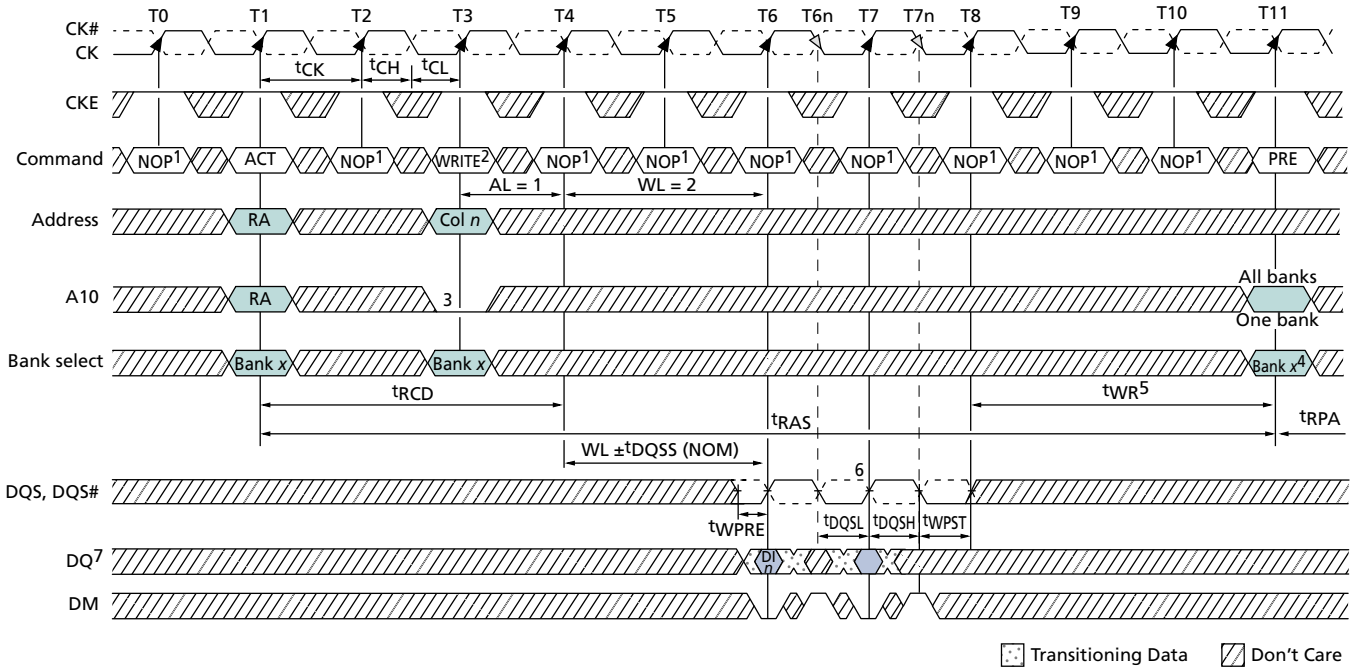 T0 T1 T2 T3 T4 T5 T6 T6n T7 T7n T8 T9 T10 T11
CK#
CK
tCK tCH tCL
CKE
Command NOP1 ACT NOP1 WRITE2 NOP1 NOP1 NOP1 NOP1 NOP1 NOP1 NOP1 PRE
AL = 1 WL = 2
Address RA Col n
All banks
A10 RA 3
One bank
Bank select Bank x Bank x Bank x4
tRCD tWR5
tRAS tRPA
WL ±tDQSS (NOM)
6
DQS, DQS#
tWPRE tDQSL tDQSH tWPST
DQ7 DI n
DM
Transitioning Data Don't Care